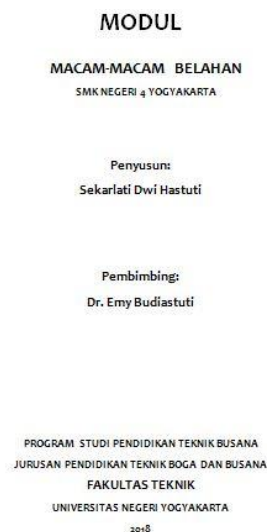 MODUL
MACAM-MACAM BELAHAN
SMK NEGERI 4 YOGYAKARTA
Penyusun:
Sekarlati Dwi Hastuti
Pembimbing:
Dr. Emy Budiastuti
PROGRAM STUDI PENDIDIKAN TEKNIK BUSANA
JURUSAN PENDIDIKAN TEKNIK BOGA DAN BUSANA
FAKULTAS TEKNIK
UNIVERSITAS NEGERI YOGYAKARTA
2018